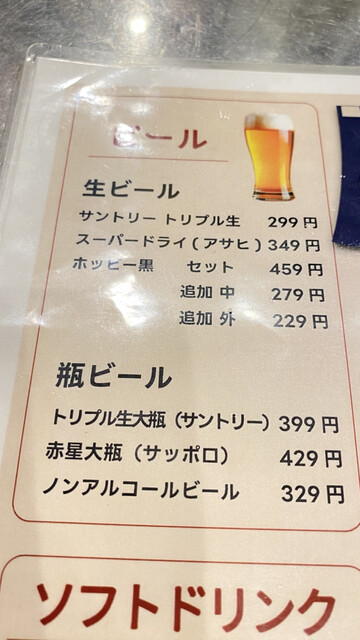 ビール
生ビール
サントリー トリプル生 299円
スーパードライ(アサヒ) 349円
ホッピー黒 セット 459円
追加 中 279円
追加 外 229円
瓶ビール
トリプル生大瓶(サントリー) 399円
赤星大瓶(サッポロ) 429円
ノンアルコールビール 329円
ソフトドリンク